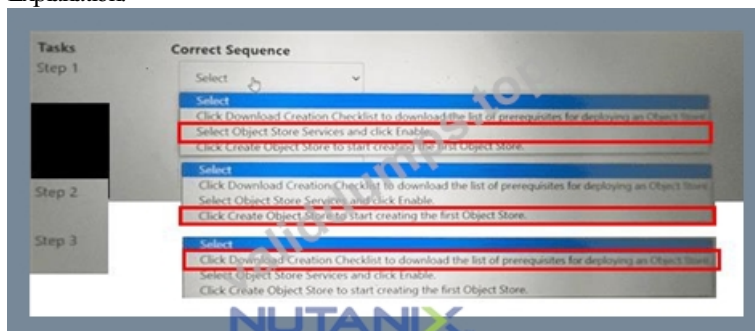 Explanation:
Tasks
Correct Sequence
Step 1
Select
Select
Click Download Creation Checklist to download the list of prerequisites for deploying an Object Store.
Select Object Store Services and click Enable.
Click Create Object Store to start creating the first Object Store.
Step 2
Select
Click Download Creation Checklist to download the list of prerequisites for deploying an Object Store.
Select Object Store Services and click Enable.
Click Create Object Store to start creating the first Object Store.
Step 3
Select
Click Download Creation Checklist to download the list of prerequisites for deploying an Object Store.
Select Object Store Services and click Enable.
Click Create Object Store to start creating the first Object Store.
validdumps.top
NUTANIX